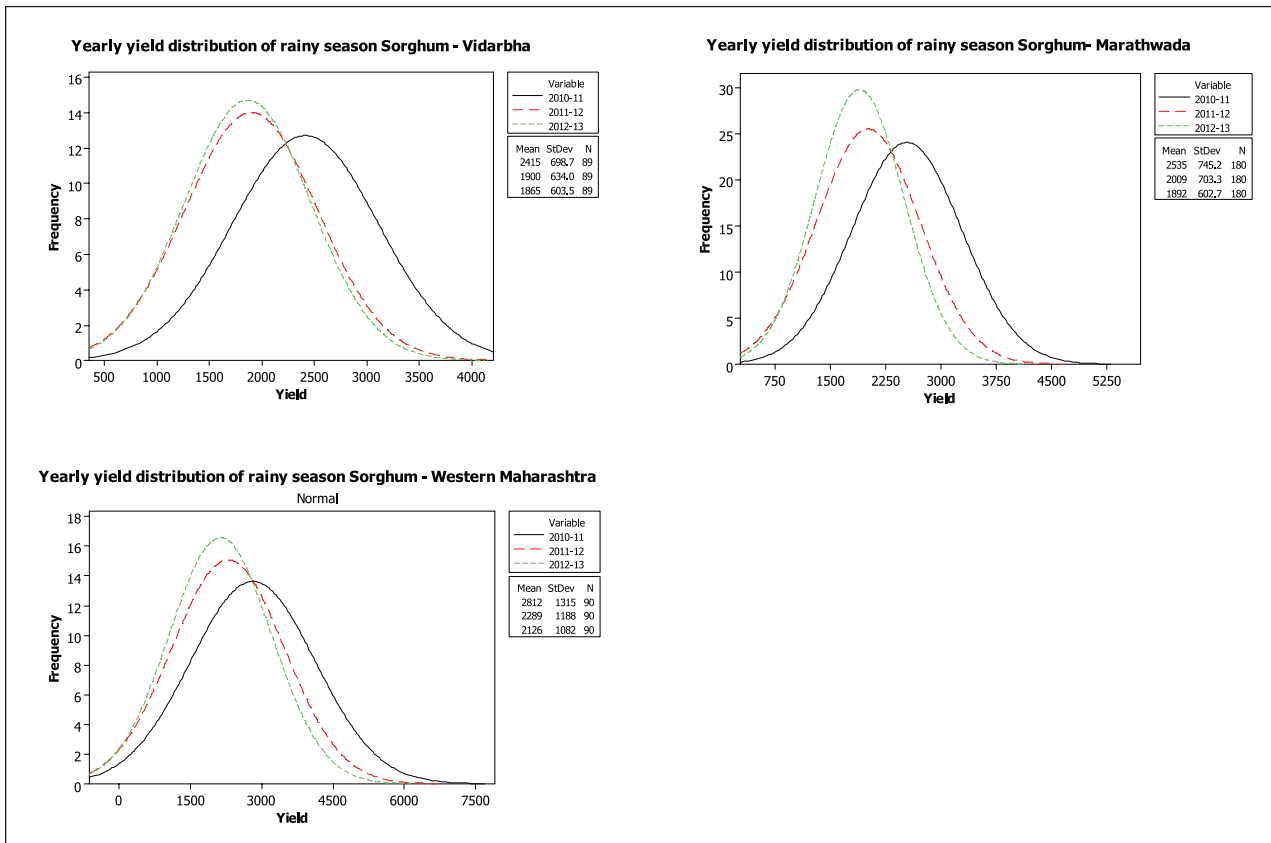 Yearly yield distribution of rainy season Sorghum - Vidarbha
16
14
12
10
8
6
4
2
0
Frequency
500 1000 1500 2000 2500 3000 3500 4000
Yield
Variable
2010-11
2011-12
2012-13
Mean StDev N
2415 698.7 89
1900 634.0 89
1865 603.5 89
Yearly yield distribution of rainy season Sorghum- Marathwada
30
25
20
15
10
5
0
Frequency
750 1500 2250 3000 3750 4500 5250
Yield
Variable
2010-11
2011-12
2012-13
Mean StDev N
2535 745.2 180
2009 703.3 180
1892 602.7 180
Yearly yield distribution of rainy season Sorghum - Western Maharashtra
Normal
18
16
14
12
10
8
6
4
2
0
Frequency
0 1500 3000 4500 6000 7500
Yield
Variable
2010-11
2011-12
2012-13
Mean StDev N
2812 1315 90
2289 1188 90
2126 1082 90